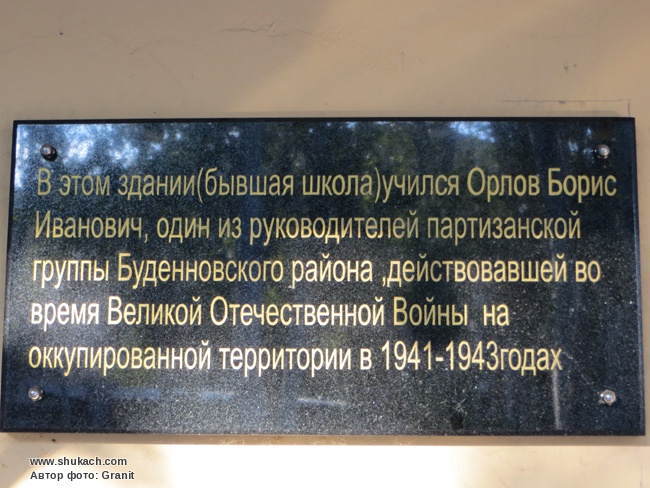 В этом здании(бывшая школа)учился Орлов Борис
Иванович, один из руководителей партизанской
группы Буденновского района ,действовавшей во
время Великой Отечественной Войны на
оккупированной территории в 1941-1943годах
www.shukach.com
Автор фото: Granit